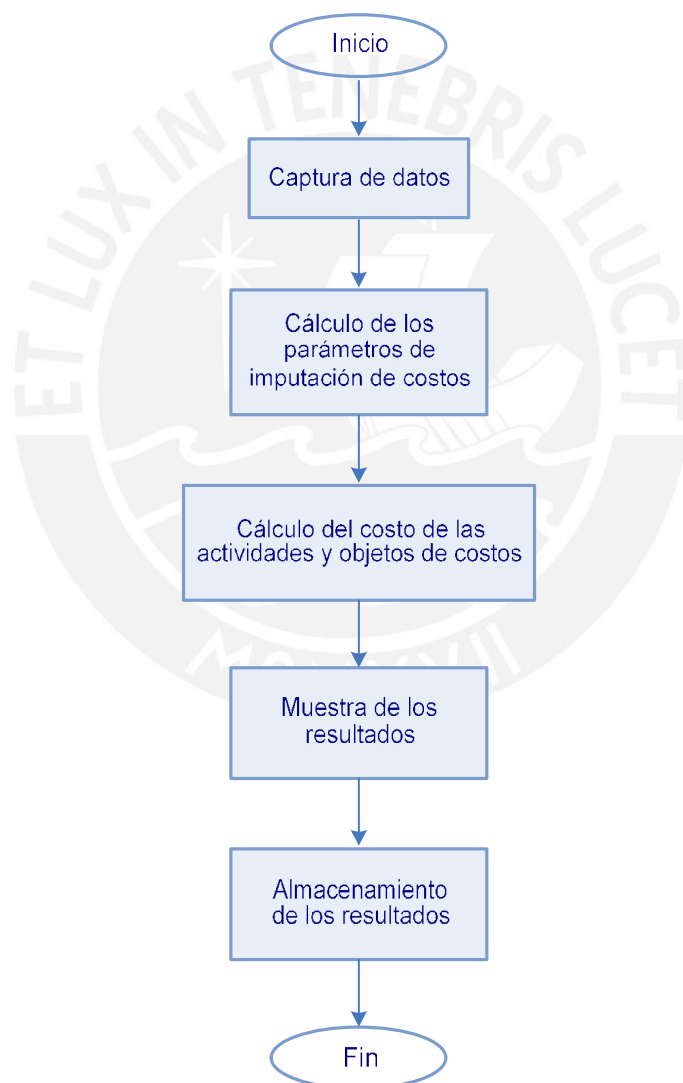 Inicio
ET LUX IN TENEBRIS LUCET
Captura de datos
Cálculo de los
parámetros de
imputación de costos
Cálculo del costo de las
actividades y objetos de costos
Muestra de los
resultados
Almacenamiento
de los resultados
Fin